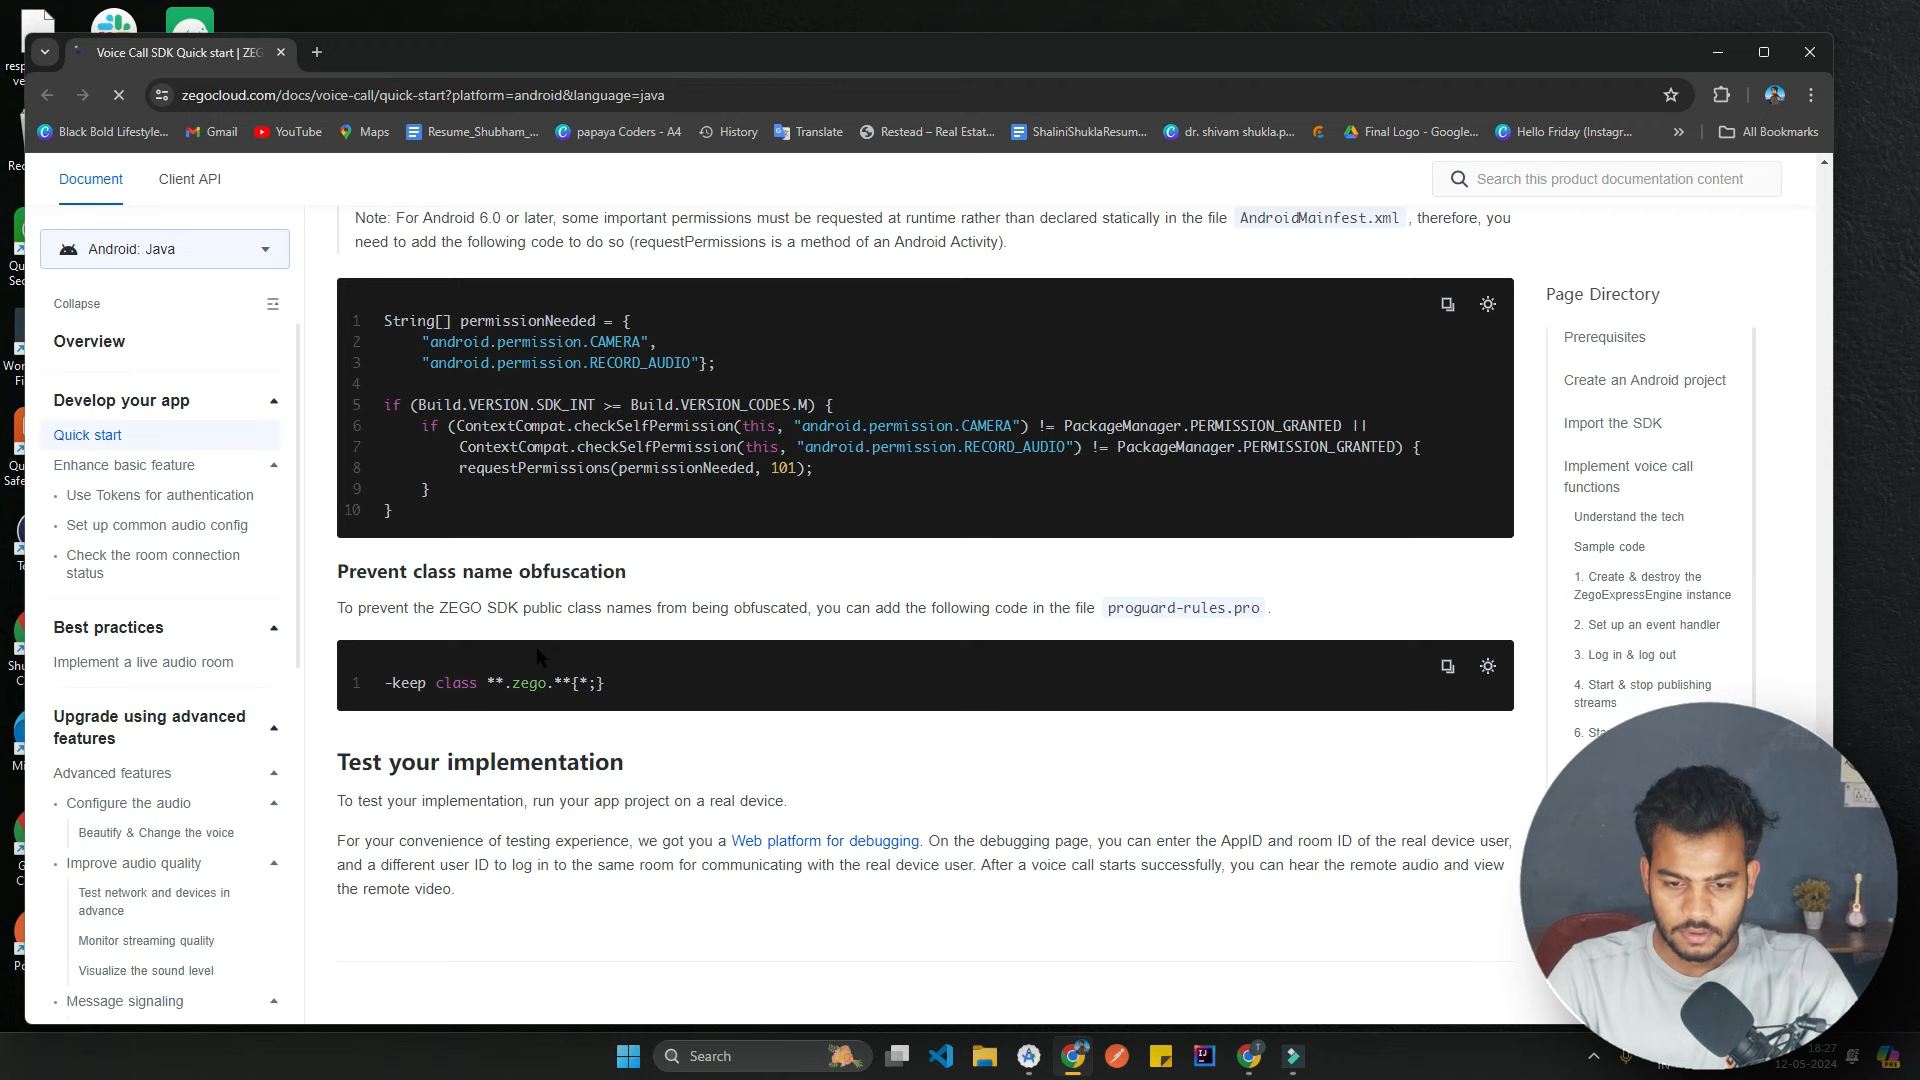 Voice Call SDK Quick start | ZEG
zegocloud.com/docs/voice-call/quick-start?platform=android&language=java
Black Bold Lifestyle... Gmail YouTube Maps Resume_Shubham_... papaya Coders - A4 History Translate Restead – Real Estat... ShaliniShuklaResum... dr. shivam shukla.p... Final Logo - Google... Hello Friday (Instagr... » All Bookmarks
Document Client API Search this product documentation content
Android: Java
Collapse
Overview
Develop your app
Quick start
Enhance basic feature
Use Tokens for authentication
Set up common audio config
Check the room connection
status
Best practices
Implement a live audio room
Upgrade using advanced
features
Advanced features
Configure the audio
Beautify & Change the voice
Improve audio quality
Test network and devices in
advance
Monitor streaming quality
Visualize the sound level
Message signaling
Note: For Android 6.0 or later, some important permissions must be requested at runtime rather than declared statically in the file AndroidMainfest.xml , therefore, you
need to add the following code to do so (requestPermissions is a method of an Android Activity).
1 String[] permissionNeeded = {
2 "android.permission.CAMERA",
3 "android.permission.RECORD_AUDIO"};
4
5 if (Build.VERSION.SDK_INT >= Build.VERSION_CODES.M) {
6 if (ContextCompat.checkSelfPermission(this, "android.permission.CAMERA") != PackageManager.PERMISSION_GRANTED ||
7 ContextCompat.checkSelfPermission(this, "android.permission.RECORD_AUDIO") != PackageManager.PERMISSION_GRANTED) {
8 requestPermissions(permissionNeeded, 101);
9 }
10 }
Prevent class name obfuscation
To prevent the ZEGO SDK public class names from being obfuscated, you can add the following code in the file proguard-rules.pro .
1 -keep class **.zego.**{*;}
Test your implementation
To test your implementation, run your app project on a real device.
For your convenience of testing experience, we got you a Web platform for debugging. On the debugging page, you can enter the AppID and room ID of the real device user,
and a different user ID to log in to the same room for communicating with the real device user. After a voice call starts successfully, you can hear the remote audio and view
the remote video.
Page Directory
Prerequisites
Create an Android project
Import the SDK
Implement voice call
functions
Understand the tech
Sample code
1. Create & destroy the
ZegoExpressEngine instance
2. Set up an event handler
3. Log in & log out
4. Start & stop publishing
streams
6. Sta
Search
18:27
12-05-2024